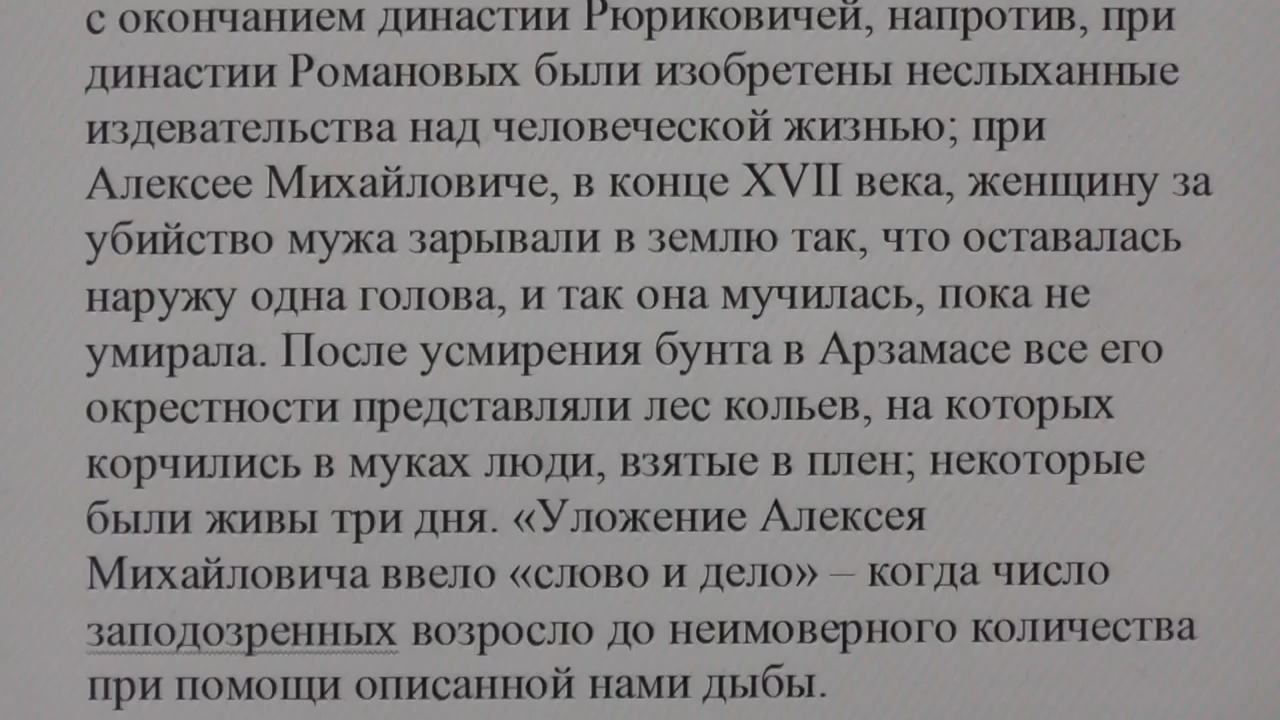 с окончанием династии Рюриковичей, напротив, при
династии Романовых были изобретены неслыханные
издевательства над человеческой жизнью; при
Алексее Михайловиче, в конце XVII века, женщину за
убийство мужа зарывали в землю так, что оставалась
наружу одна голова, и так она мучилась, пока не
умирала. После усмирения бунта в Арзамасе все его
окрестности представляли лес кольев, на которых
корчились в муках люди, взятые в плен; некоторые
были живы три дня. «Уложение Алексея
Михайловича ввело «слово и дело» – когда число
заподозренных возросло до неимоверного количества
при помощи описанной нами дыбы.